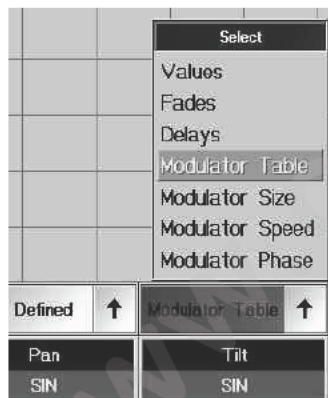 Select
Values
Fades
Delays
Modulator Table
Modulator Size
Modulator Speed
Modulator Phase
Defined Modulator Table
Pan Tilt
SIN SIN